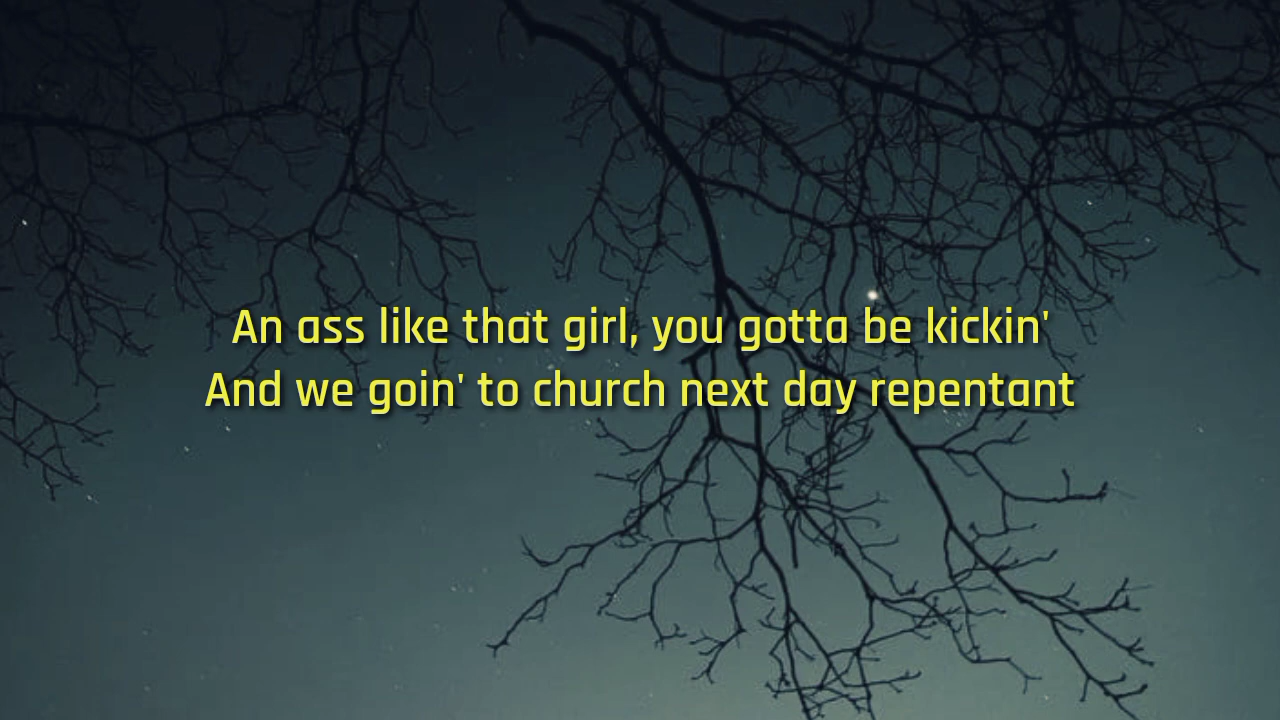 An ass like that girl, you gotta be kickin'
And we goin' to church next day repentant